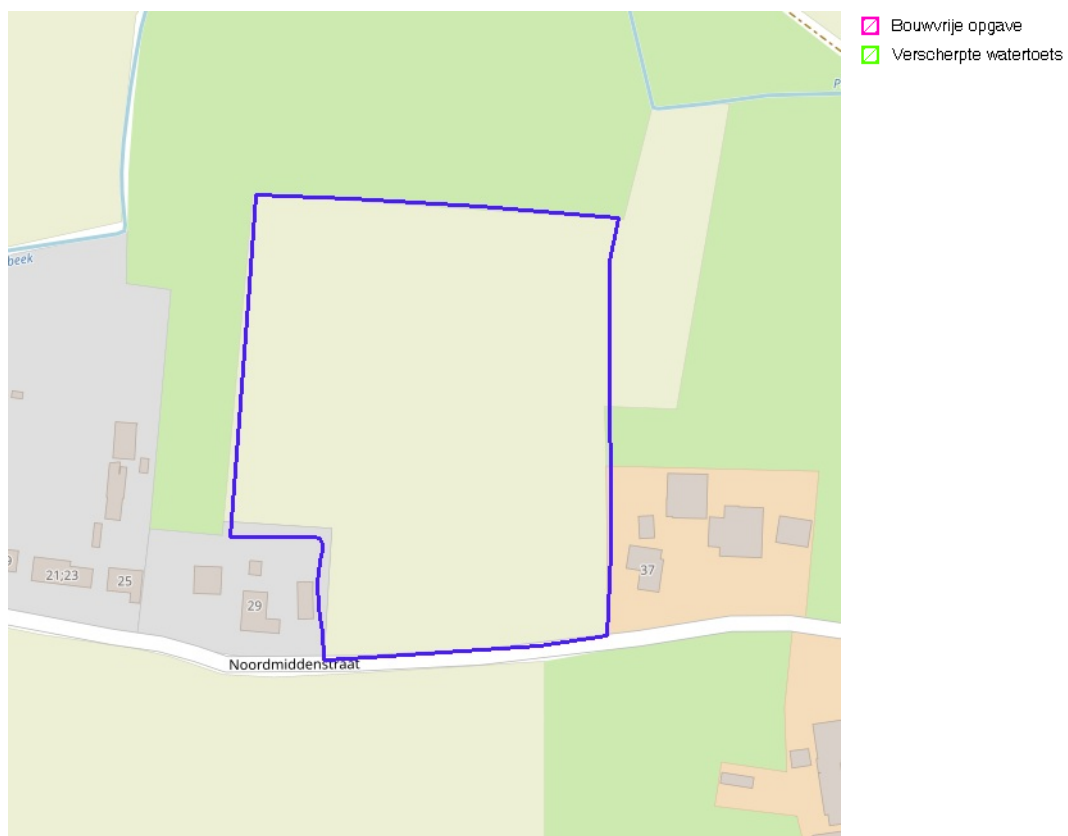 Bouwvrije opgave
Verscherpte watertoets
beek
21;23
25
29
37
Noordmiddenstraat